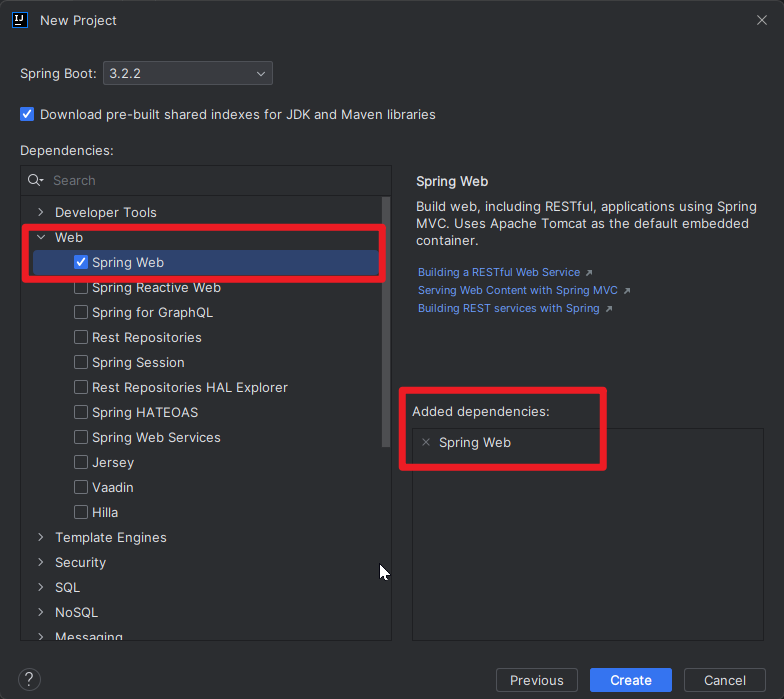 New Project
Spring Boot: 3.2.2
Download pre-built shared indexes for JDK and Maven libraries
Dependencies:
Search
Developer Tools
Web
Spring Web
Spring Reactive Web
Spring for GraphQL
Rest Repositories
Spring Session
Rest Repositories HAL Explorer
Spring HATEOAS
Spring Web Services
Jersey
Vaadin
Hilla
Template Engines
Security
SQL
NoSQL
Messaging
Spring Web
Build web, including RESTful, applications using Spring
MVC. Uses Apache Tomcat as the default embedded
container.
Building a RESTful Web Service
Serving Web Content with Spring MVC
Building REST services with Spring
Added dependencies:
Spring Web
?
Previous
Create
Cancel